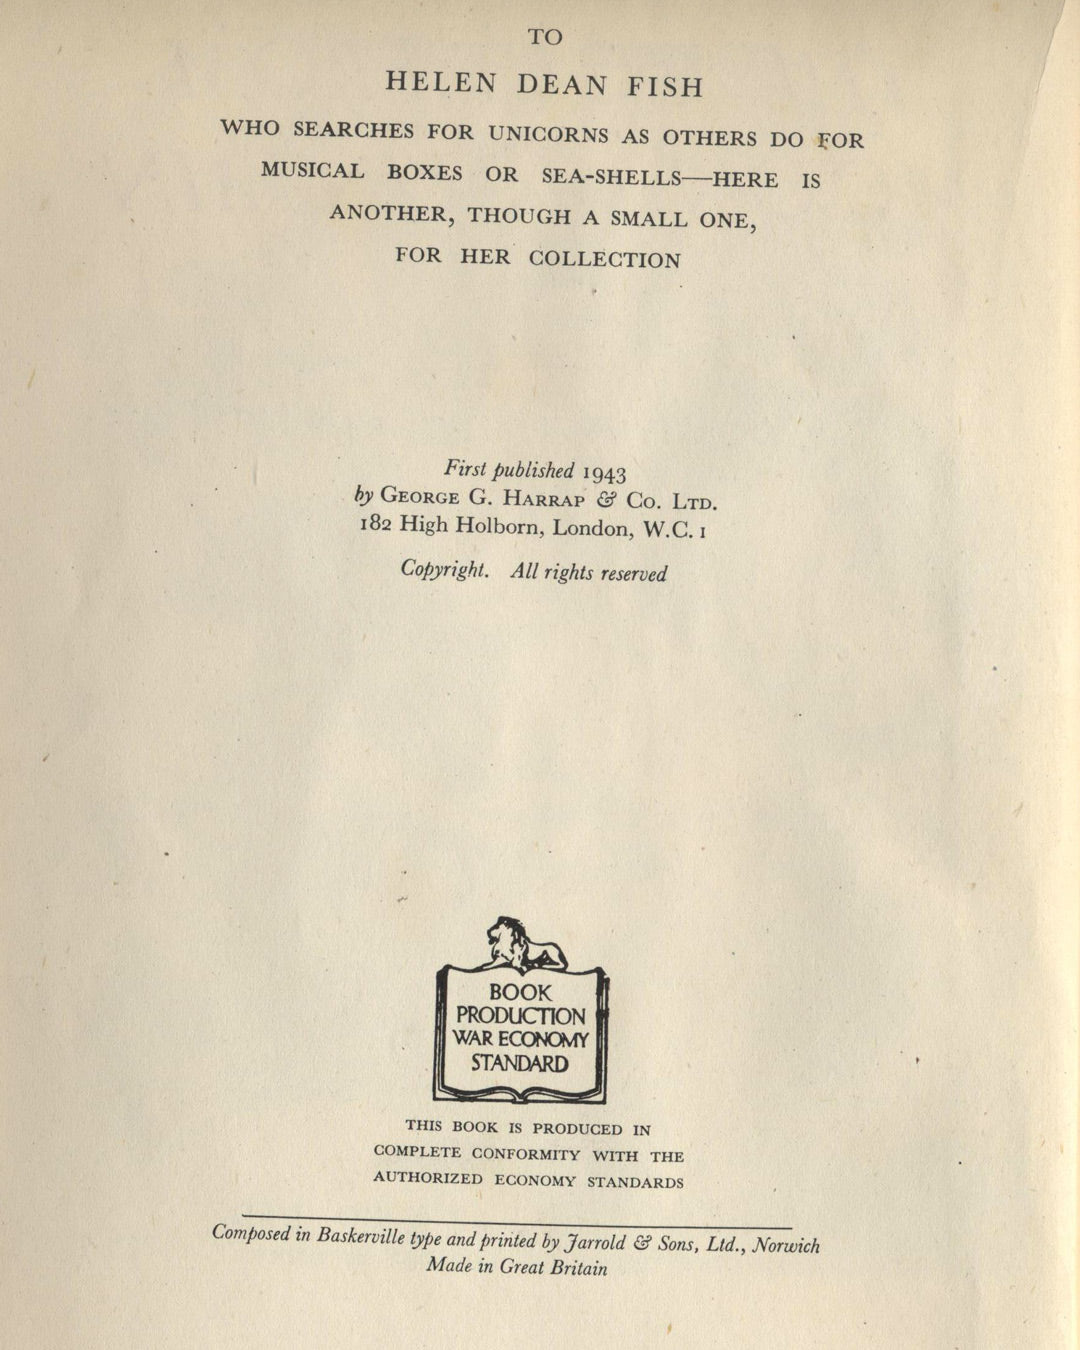 TO
HELEN DEAN FISH
WHO SEARCHES FOR UNICORNS AS OTHERS DO FOR
MUSICAL BOXES OR SEA-SHELLS—HERE IS
ANOTHER, THOUGH A SMALL ONE,
FOR HER COLLECTION
First published 1943
by GEORGE G. HARRAP & CO. LTD.
182 High Holborn, London, W.C. 1
Copyright. All rights reserved
BOOK
PRODUCTION
WAR ECONOMY
STANDARD
THIS BOOK IS PRODUCED IN
COMPLETE CONFORMITY WITH THE
AUTHORIZED ECONOMY STANDARDS
Composed in Baskerville type and printed by Jarrold & Sons, Ltd., Norwich
Made in Great Britain